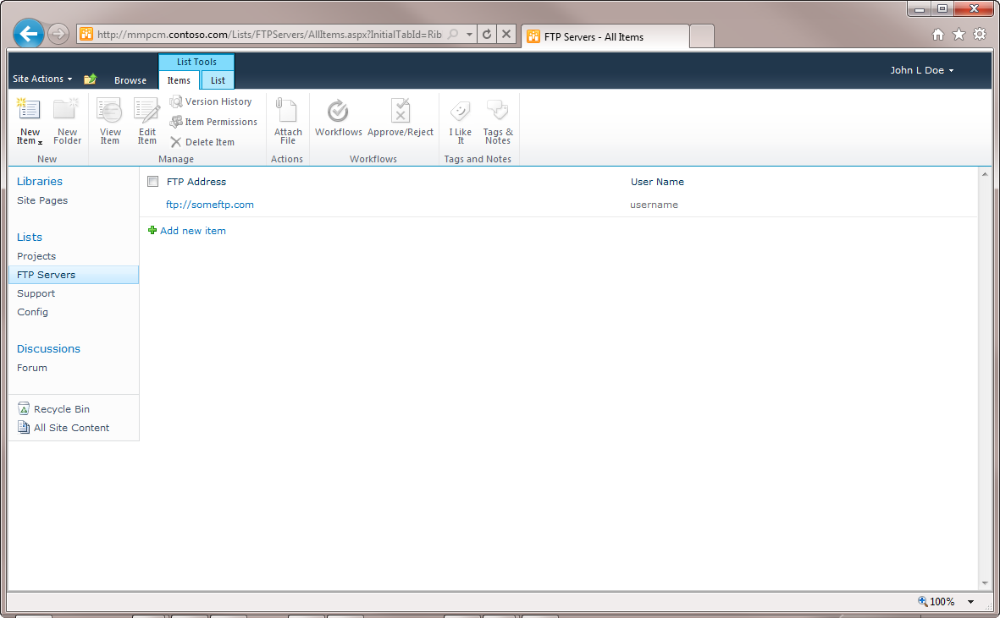 http://mmpcm.contoso.com/Lists/FTPServers/AllItems.aspx?InitialTabId=Rib
FTP Servers - All Items
List Tools
Site Actions Browse Items List John L Doe
New Item
New Folder
View Item
Edit Item
Version History
Item Permissions
Delete Item
Attach File
Workflows
Approve/Reject
I Like It
Tags & Notes
New Manage Actions Workflows Tags and Notes
Libraries
Site Pages
Lists
Projects
FTP Servers
Support
Config
Discussions
Forum
Recycle Bin
All Site Content
FTP Address User Name
ftp://someftp.com username
Add new item
100%